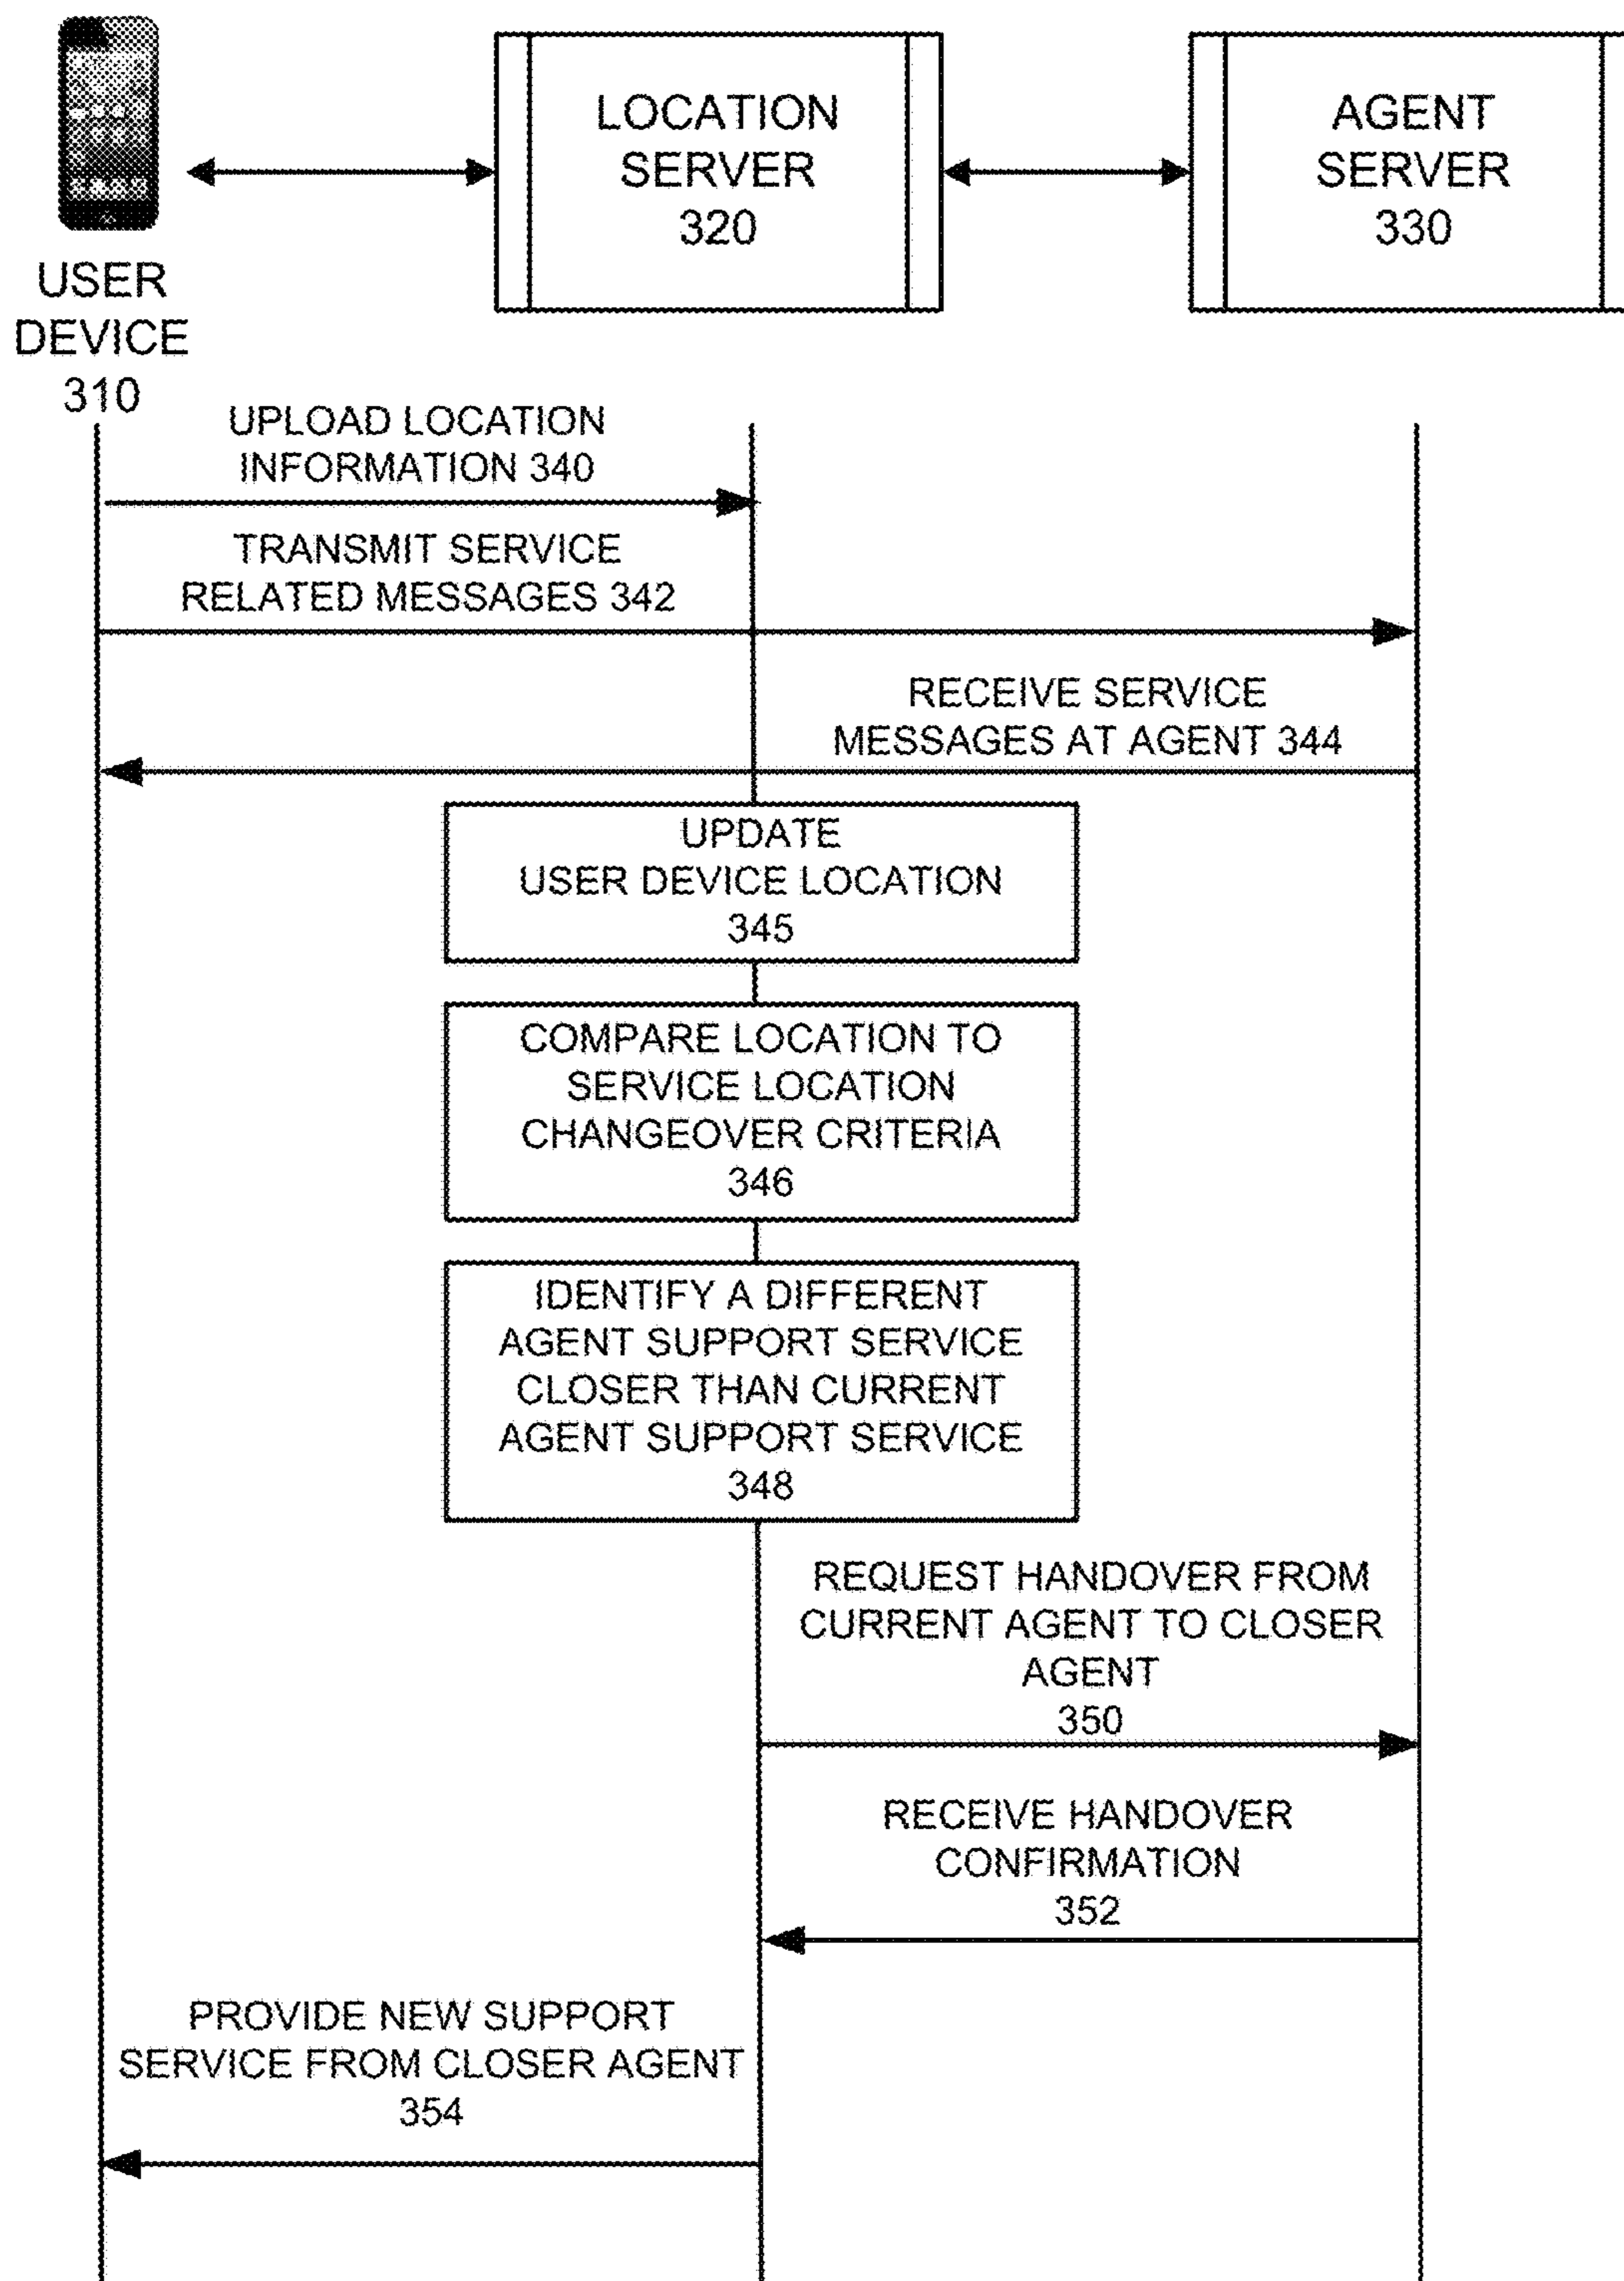 USER
DEVICE
310
LOCATION
SERVER
320
AGENT
SERVER
330
UPLOAD LOCATION
INFORMATION 340
TRANSMIT SERVICE
RELATED MESSAGES 342
RECEIVE SERVICE
MESSAGES AT AGENT 344
UPDATE
USER DEVICE LOCATION
345
COMPARE LOCATION TO
SERVICE LOCATION
CHANGEOVER CRITERIA
346
IDENTIFY A DIFFERENT
AGENT SUPPORT SERVICE
CLOSER THAN CURRENT
AGENT SUPPORT SERVICE
348
REQUEST HANDOVER FROM
CURRENT AGENT TO CLOSER
AGENT
350
RECEIVE HANDOVER
CONFIRMATION
352
PROVIDE NEW SUPPORT
SERVICE FROM CLOSER AGENT
354